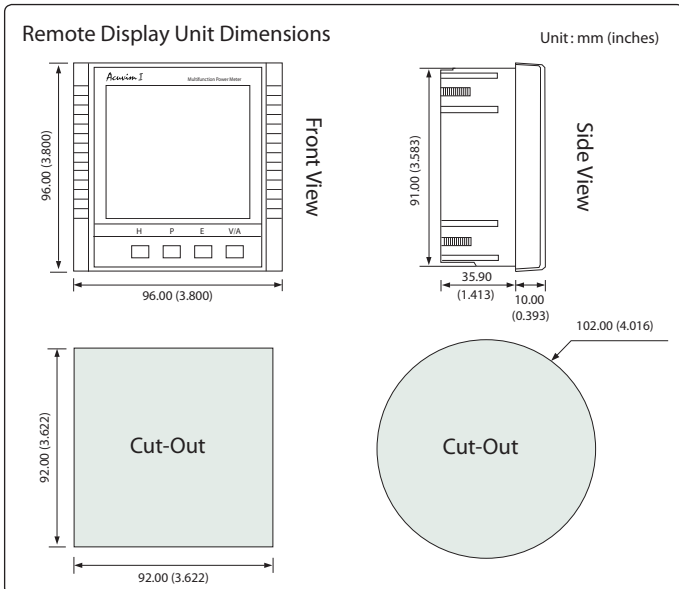 Remote Display Unit Dimensions
Unit: mm (inches)
Acuvim I
Multifunction Power Meter
H P E V/A
96.00 (3.800)
96.00 (3.800)
Front View
91.00 (3.583)
35.90
(1.413)
10.00
(0.393)
Side View
92.00 (3.622)
Cut-Out
92.00 (3.622)
102.00 (4.016)
Cut-Out